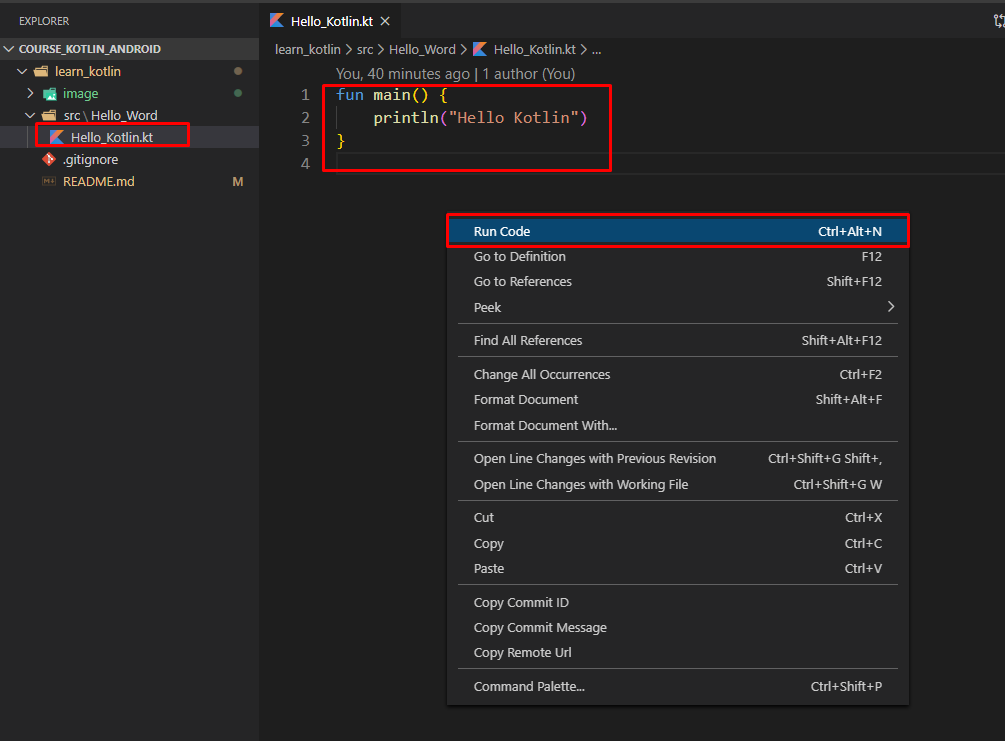 EXPLORER
COURSE_KOTLIN_ANDROID
learn_kotlin
image
src\Hello_Word
Hello_Kotlin.kt
.gitignore
README.md M
Hello_Kotlin.kt
learn_kotlin > src > Hello_Word > Hello_Kotlin.kt > ...
You, 40 minutes ago | 1 author (You)
1 fun main() {
2 println("Hello Kotlin")
3 }
4
Run Code Ctrl+Alt+N
Go to Definition F12
Go to References Shift+F12
Peek
Find All References Shift+Alt+F12
Change All Occurrences Ctrl+F2
Format Document Shift+Alt+F
Format Document With...
Open Line Changes with Previous Revision Ctrl+Shift+G Shift+,
Open Line Changes with Working File Ctrl+Shift+G W
Cut Ctrl+X
Copy Ctrl+C
Paste Ctrl+V
Copy Commit ID
Copy Commit Message
Copy Remote Url
Command Palette... Ctrl+Shift+P